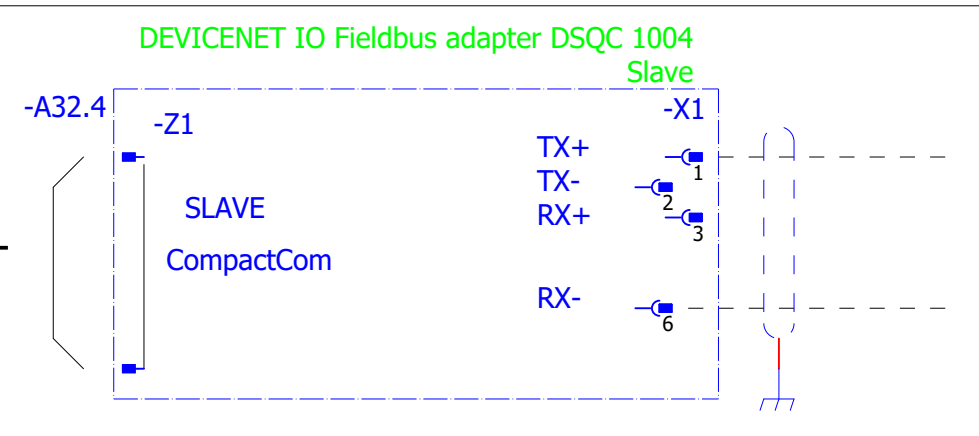 DEVICENET IO Fieldbus adapter DSQC 1004
Slave
-A32.4
-Z1
-X1
TX+
1
TX-
2
SLAVE
RX+
3
CompactCom
RX-
6